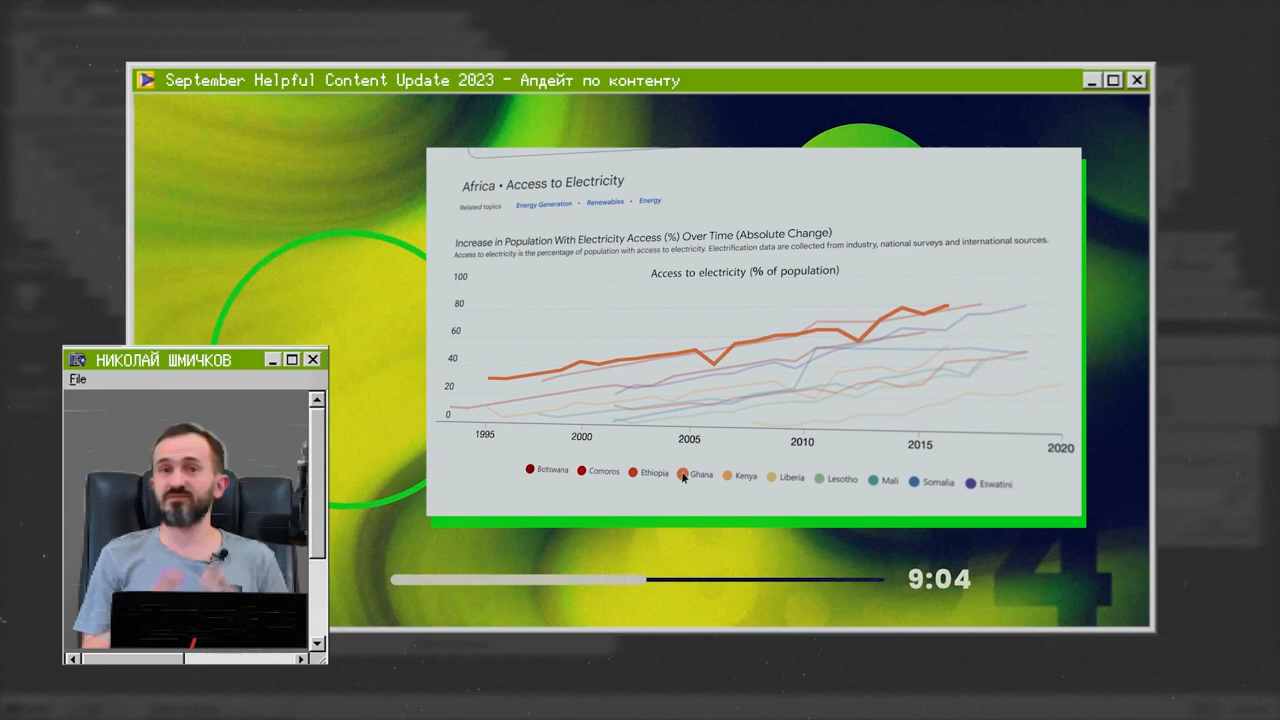 September Helpful Content Update 2023 - Апдейт по контенту
Africa • Access to Electricity
Related topics Energy Generation • Renewables • Energy
Increase in Population With Electricity Access (%) Over Time (Absolute Change)
Access to electricity is the percentage of population with access to electricity. Electrification data are collected from industry, national surveys and international sources.
Access to electricity (% of population)
100
80
60
40
20
0
1995 2000 2005 2010 2015 2020
Botswana Comoros Ethiopia Ghana Kenya Liberia Lesotho Mali Somalia Eswatini
НИКОЛАЙ ШМИЧКОВ
File
9:04
4